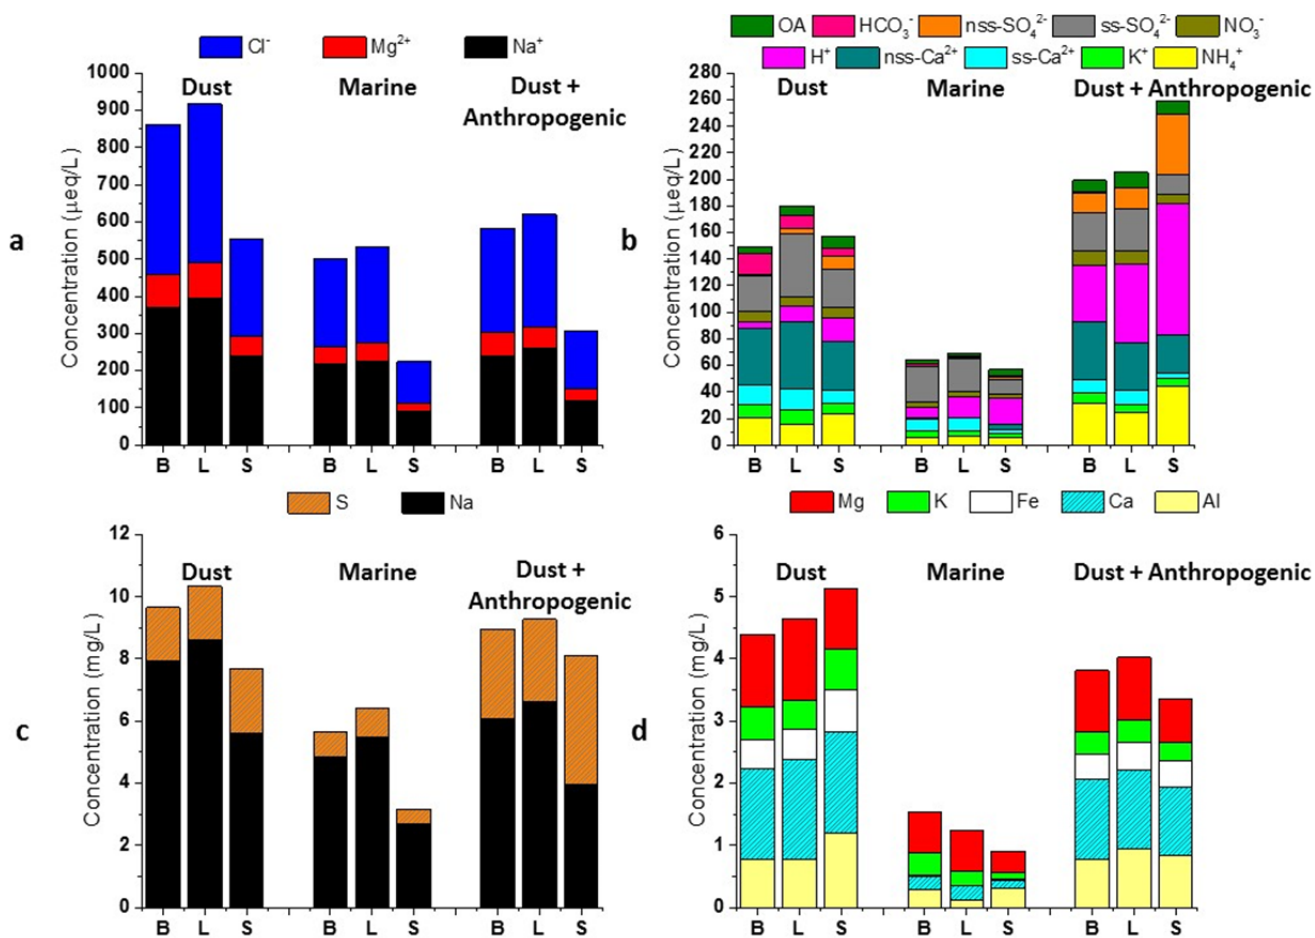 Cl⁻ Mg²⁺ Na⁺
a
Concentration (μeq/L)
1000
900
800
700
600
500
400
300
200
100
0
Dust Marine Dust +
Anthropogenic
B L S B L S B L S
OA HCO₃⁻ nss-SO₄²⁻ ss-SO₄²⁻ NO₃⁻
H⁺ nss-Ca²⁺ ss-Ca²⁺ K⁺ NH₄⁺
b
Concentration (μeq/L)
280
260
240
220
200
180
160
140
120
100
80
60
40
20
0
Dust Marine Dust + Anthropogenic
B L S B L S B L S
S Na
c
Concentration (mg/L)
12
10
8
6
4
2
0
Dust Marine Dust +
Anthropogenic
B L S B L S B L S
Mg K Fe Ca Al
d
Concentration (mg/L)
6
5
4
3
2
1
0
Dust Marine Dust + Anthropogenic
B L S B L S B L S